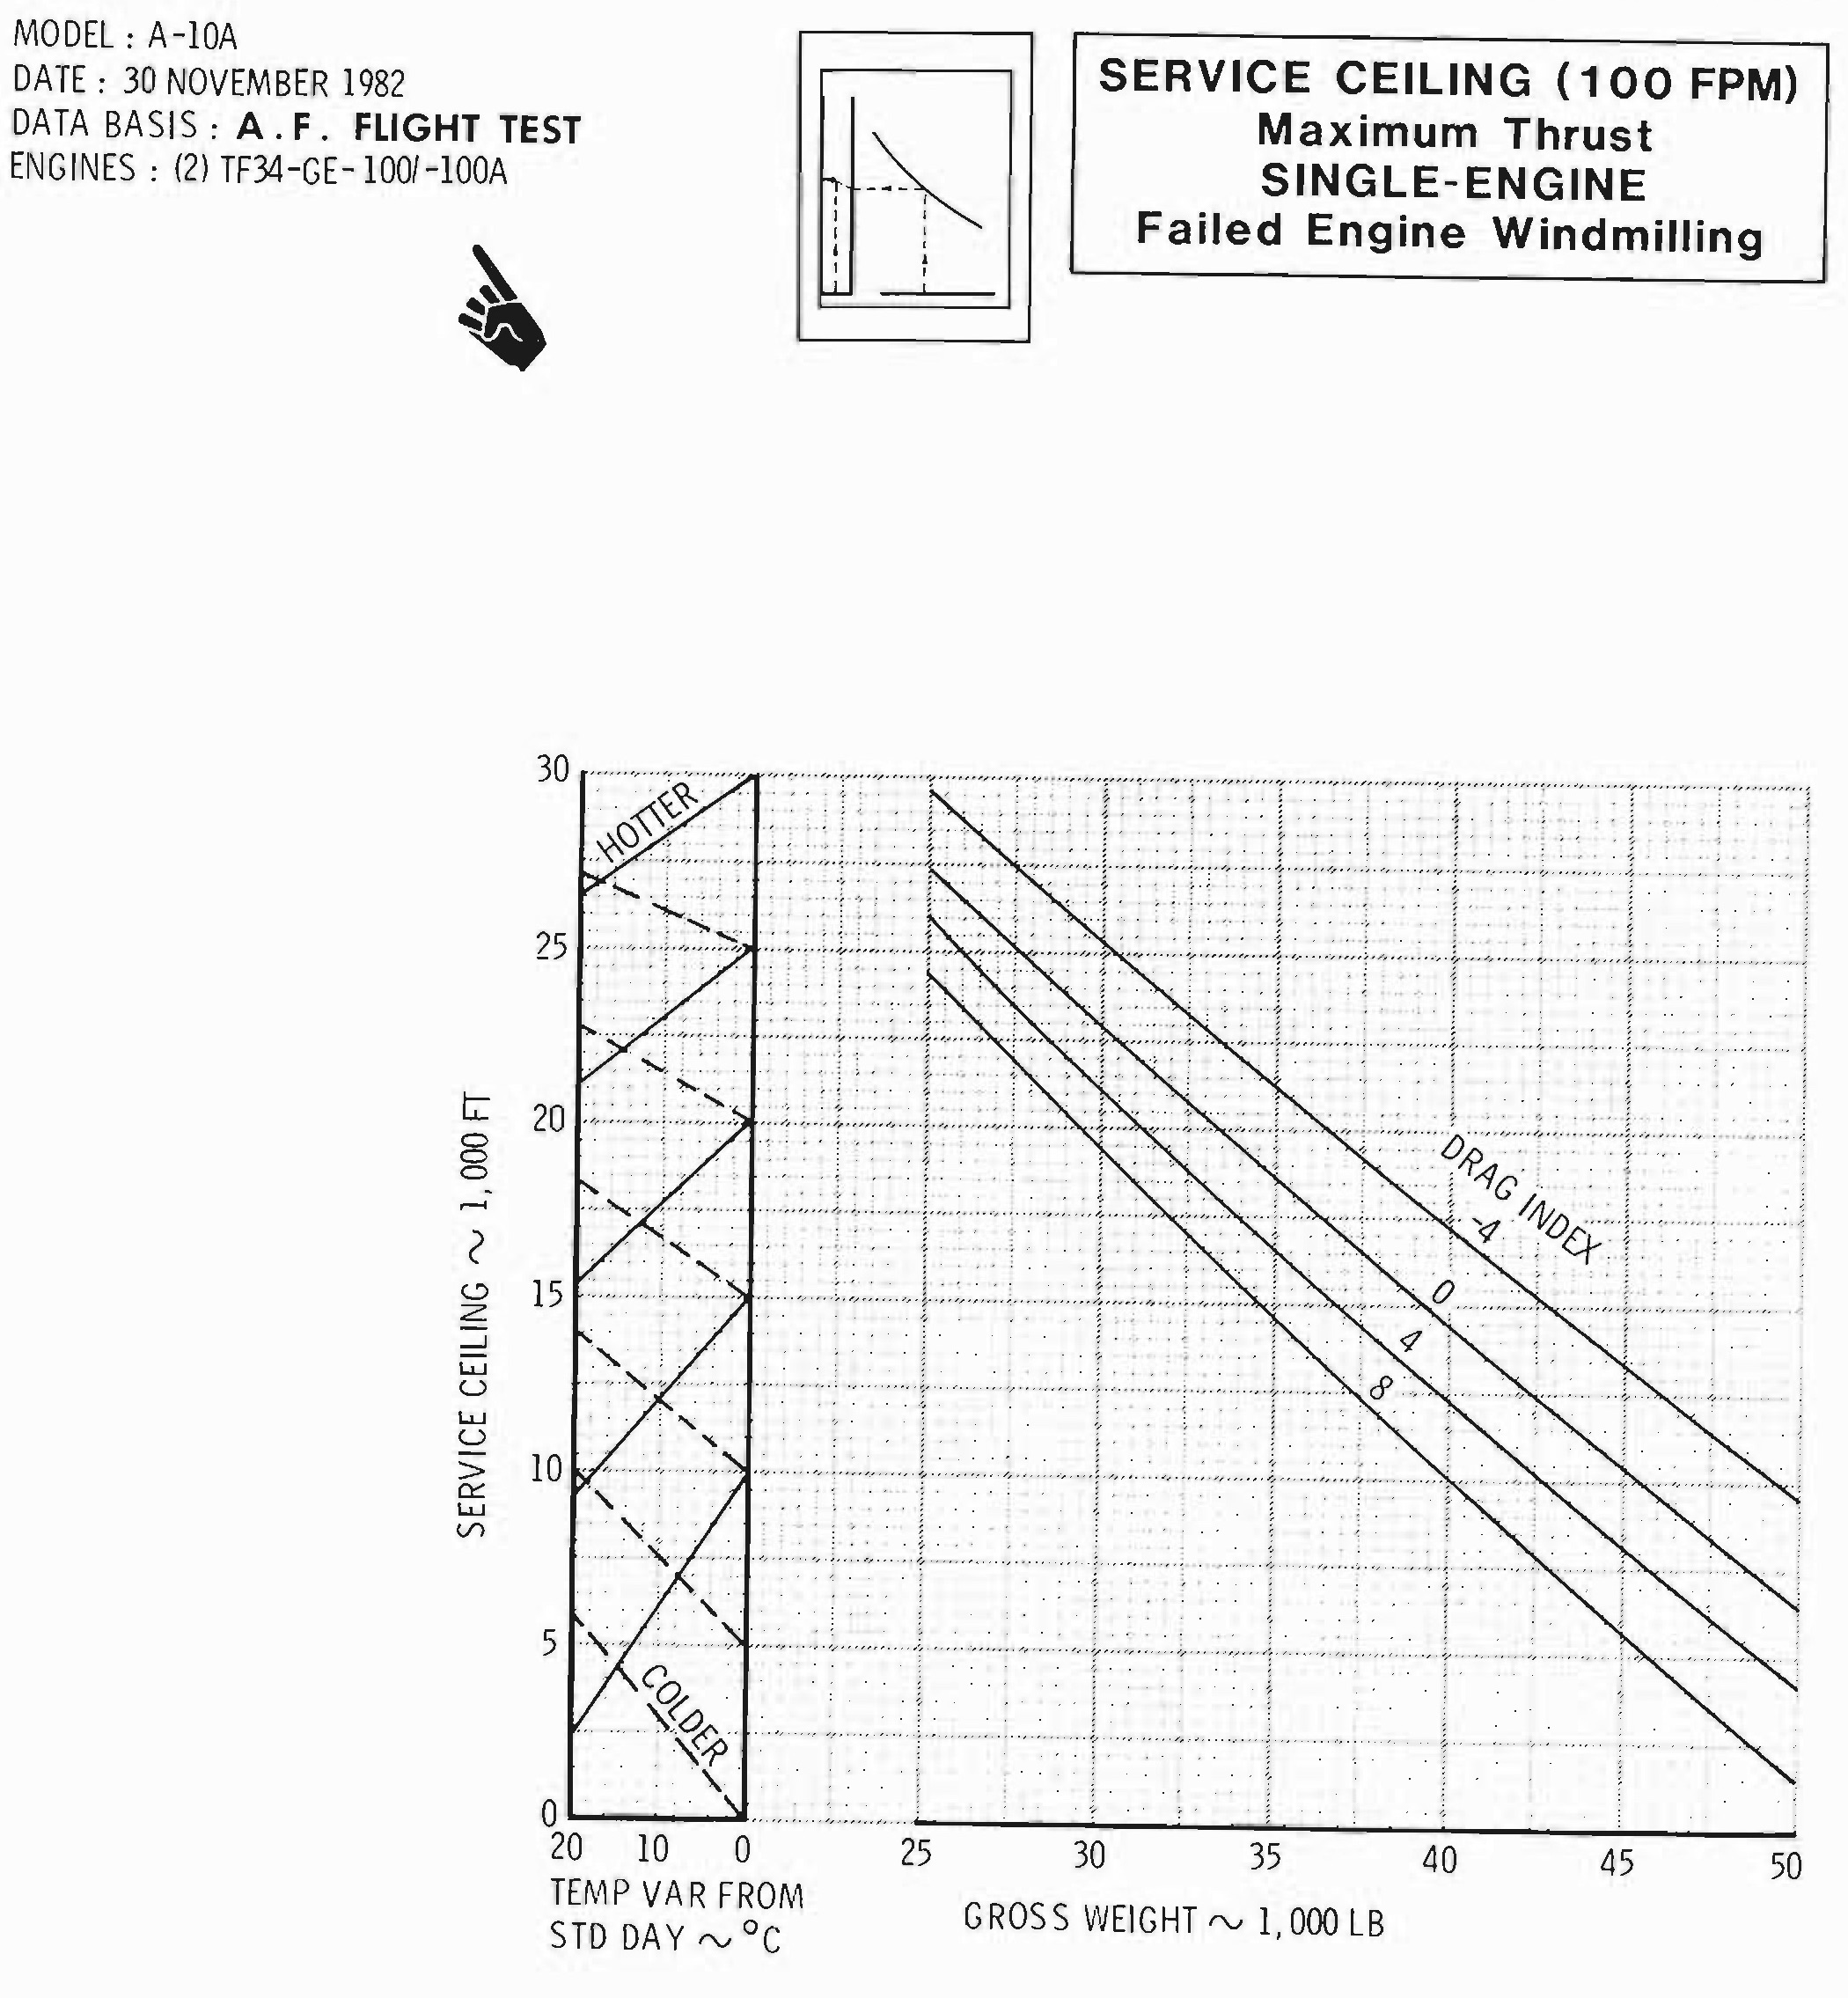 MODEL : A-10A
DATE : 30 NOVEMBER 1982
DATA BASIS : A.F. FLIGHT TEST
ENGINES : (2) TF34-GE-100/-100A
SERVICE CEILING (100 FPM)
Maximum Thrust
SINGLE-ENGINE
Failed Engine Windmilling
SERVICE CEILING ~ 1,000 FT
30
25
20
15
10
5
0
HOTTER
COLDER
DRAG INDEX
-4
0
4
8
20 10 0
TEMP VAR FROM
STD DAY ~ °C
25 30 35 40 45 50
GROSS WEIGHT ~ 1,000 LB